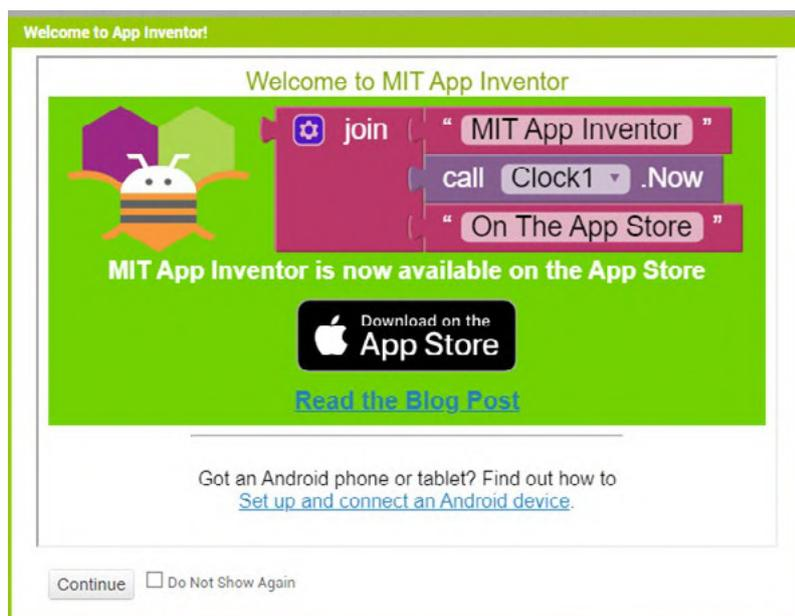 Welcome to App Inventor!
Welcome to MIT App Inventor
join " MIT App Inventor "
call Clock1 .Now
" On The App Store "
MIT App Inventor is now available on the App Store
Download on the
App Store
Read the Blog Post
Got an Android phone or tablet? Find out how to
Set up and connect an Android device.
Continue Do Not Show Again